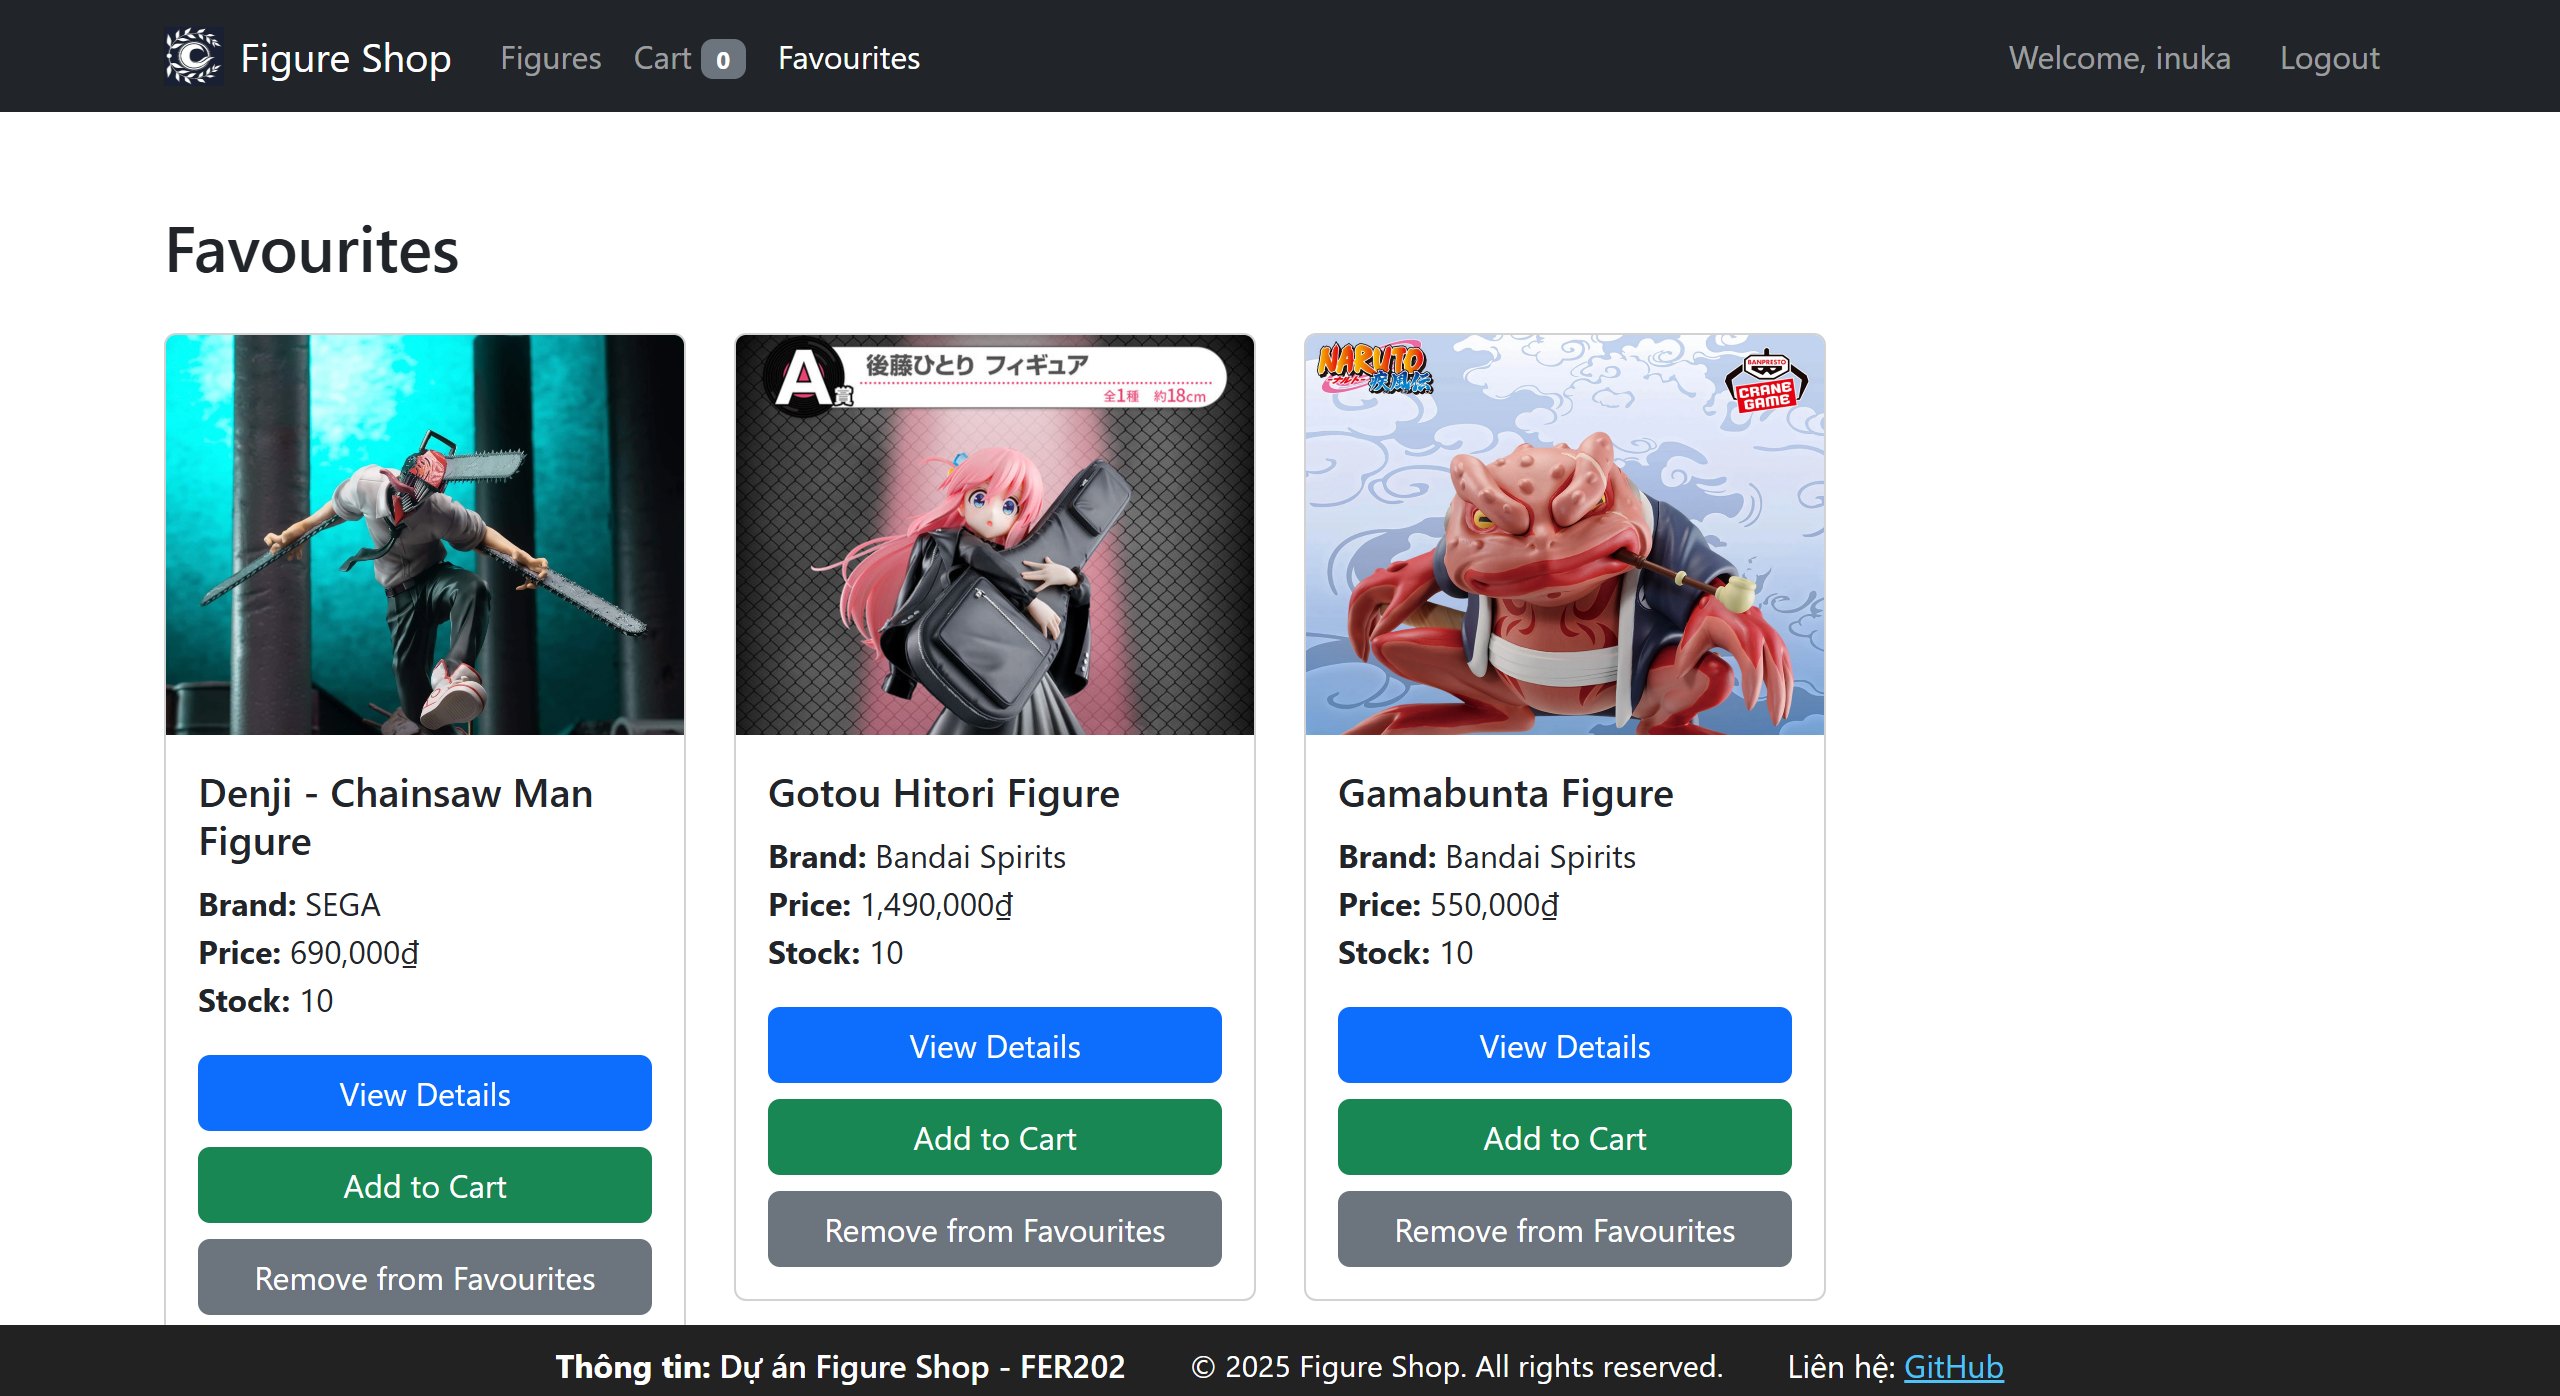 Figure Shop Figures Cart 0 Favourites Welcome, inuka Logout
Favourites
A賞 後藤ひとり フィギュア
全1種 約18cm
NARUTO
-ナルト- 疾風伝
BANPRESTO
CRANE
GAME
Denji - Chainsaw Man
Figure
Brand: SEGA
Price: 690,000₫
Stock: 10
View Details
Add to Cart
Remove from Favourites
Gotou Hitori Figure
Brand: Bandai Spirits
Price: 1,490,000₫
Stock: 10
View Details
Add to Cart
Remove from Favourites
Gamabunta Figure
Brand: Bandai Spirits
Price: 550,000₫
Stock: 10
View Details
Add to Cart
Remove from Favourites
Thông tin: Dự án Figure Shop - FER202 © 2025 Figure Shop. All rights reserved. Liên hệ: GitHub